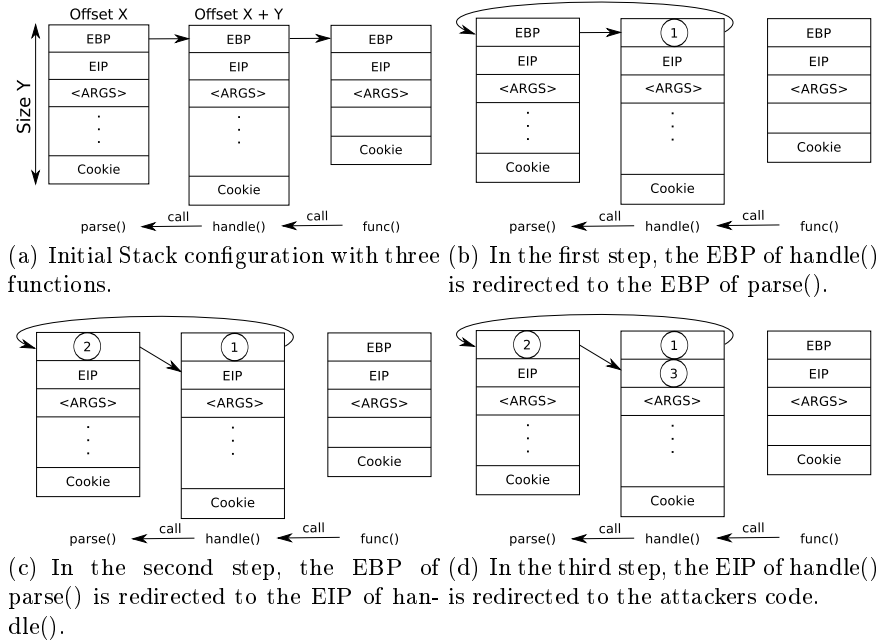 Offset X
Offset X + Y
Size Y
EBP
EIP
<ARGS>
Cookie
EBP
EIP
<ARGS>
Cookie
EBP
EIP
<ARGS>
Cookie
parse()
call
handle()
call
func()
(a) Initial Stack configuration with three
functions.
EBP
EIP
<ARGS>
Cookie
1
EIP
<ARGS>
Cookie
EBP
EIP
<ARGS>
Cookie
parse()
call
handle()
call
func()
(b) In the first step, the EBP of handle()
is redirected to the EBP of parse().
2
EIP
<ARGS>
Cookie
1
EIP
<ARGS>
Cookie
EBP
EIP
<ARGS>
Cookie
parse()
call
handle()
call
func()
(c) In the second step, the EBP of
parse() is redirected to the EIP of han-
dle().
2
EIP
<ARGS>
Cookie
1
3
<ARGS>
Cookie
EBP
EIP
<ARGS>
Cookie
parse()
call
handle()
call
func()
(d) In the third step, the EIP of handle()
is redirected to the attackers code.